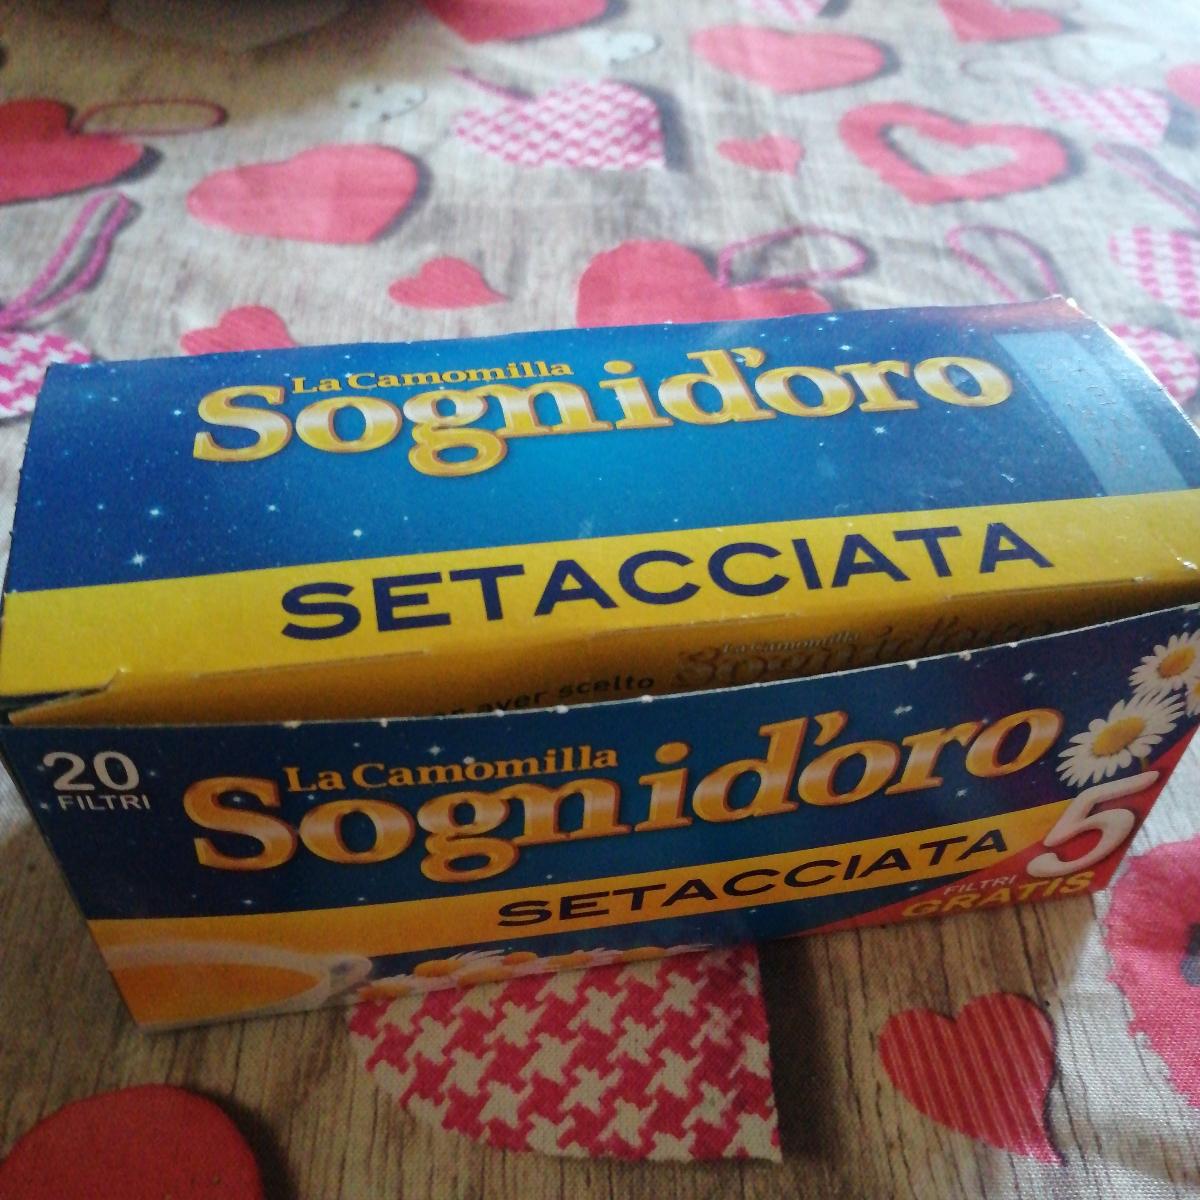 La Camomilla
Sognid'oro
SETACCIATA
aver scelto
La Camomilla
Sognid'oro
20
FILTRI
La Camomilla
Sognid'oro
SETACCIATA
5
FILTRI
GRATIS